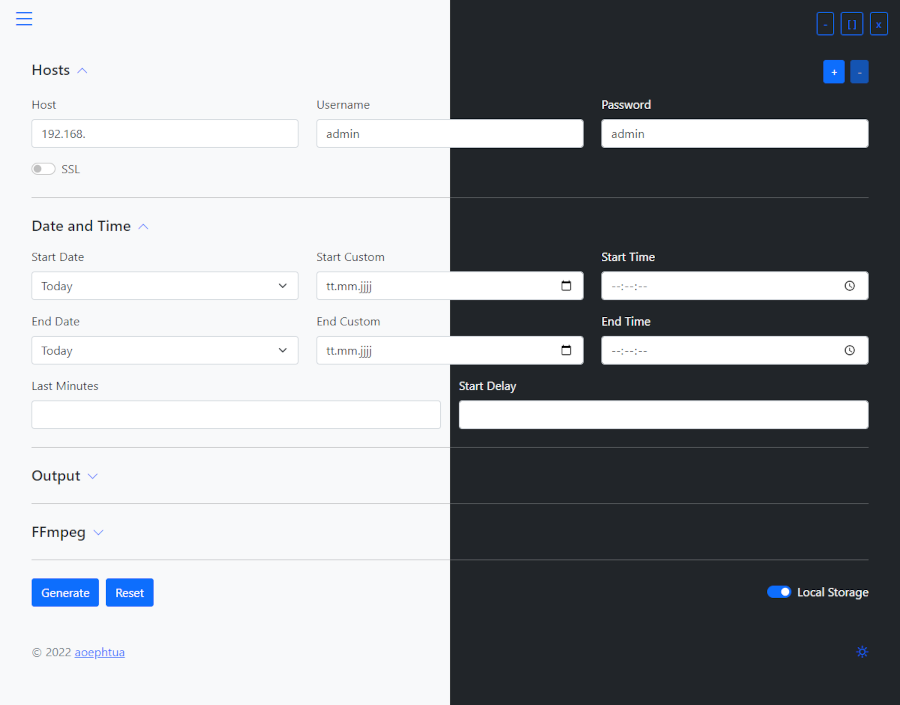 - [] x
Hosts + -
Host Username Password
192.168. admin admin
SSL
Date and Time
Start Date Start Custom Start Time
Today tt.mm.jjjj --:--:--
End Date End Custom End Time
Today tt.mm.jjjj --:--:--
Last Minutes Start Delay
Output
FFmpeg
Generate Reset Local Storage
© 2022 aoephtua